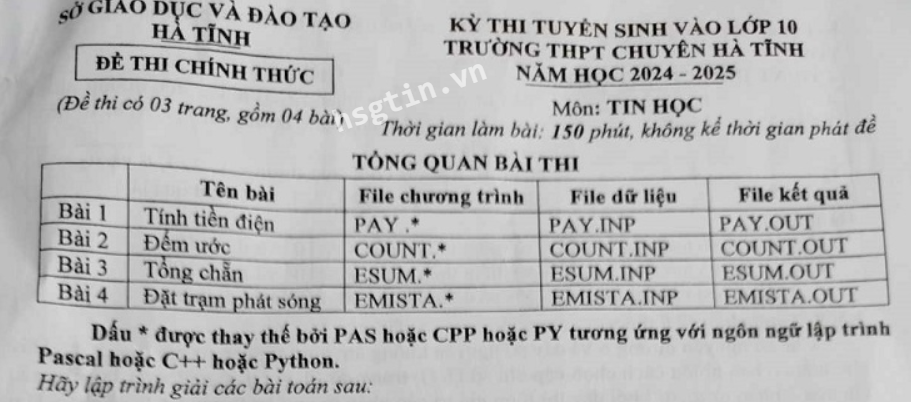 SỞ GIÁO DỤC VÀ ĐÀO TẠO
HÀ TĨNH
ĐỀ THI CHÍNH THỨC
(Đề thi có 03 trang, gồm 04 bài)
KỲ THI TUYỂN SINH VÀO LỚP 10
TRƯỜNG THPT CHUYÊN HÀ TĨNH
NĂM HỌC 2024 - 2025
Môn: TIN HỌC
Thời gian làm bài: 150 phút, không kể thời gian phát đề
nsgtin.vn
TỔNG QUAN BÀI THI
Tên bài File chương trình File dữ liệu File kết quả
Bài 1 Tính tiền điện PAY .* PAY.INP PAY.OUT
Bài 2 Đếm ước COUNT.* COUNT.INP COUNT.OUT
Bài 3 Tổng chẵn ESUM.* ESUM.INP ESUM.OUT
Bài 4 Đặt trạm phát sóng EMISTA.* EMISTA.INP EMISTA.OUT
Dấu * được thay thế bởi PAS hoặc CPP hoặc PY tương ứng với ngôn ngữ lập trình
Pascal hoặc C++ hoặc Python.
Hãy lập trình giải các bài toán sau: